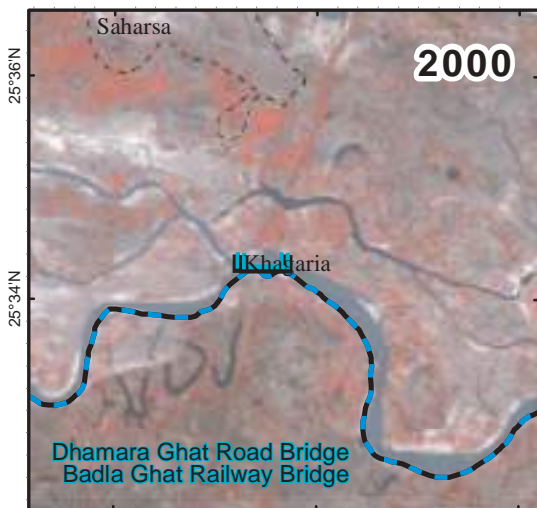 Saharsa
2000
25°36'N
Khagaria
25°34'N
Dhamara Ghat Road Bridge
Badla Ghat Railway Bridge